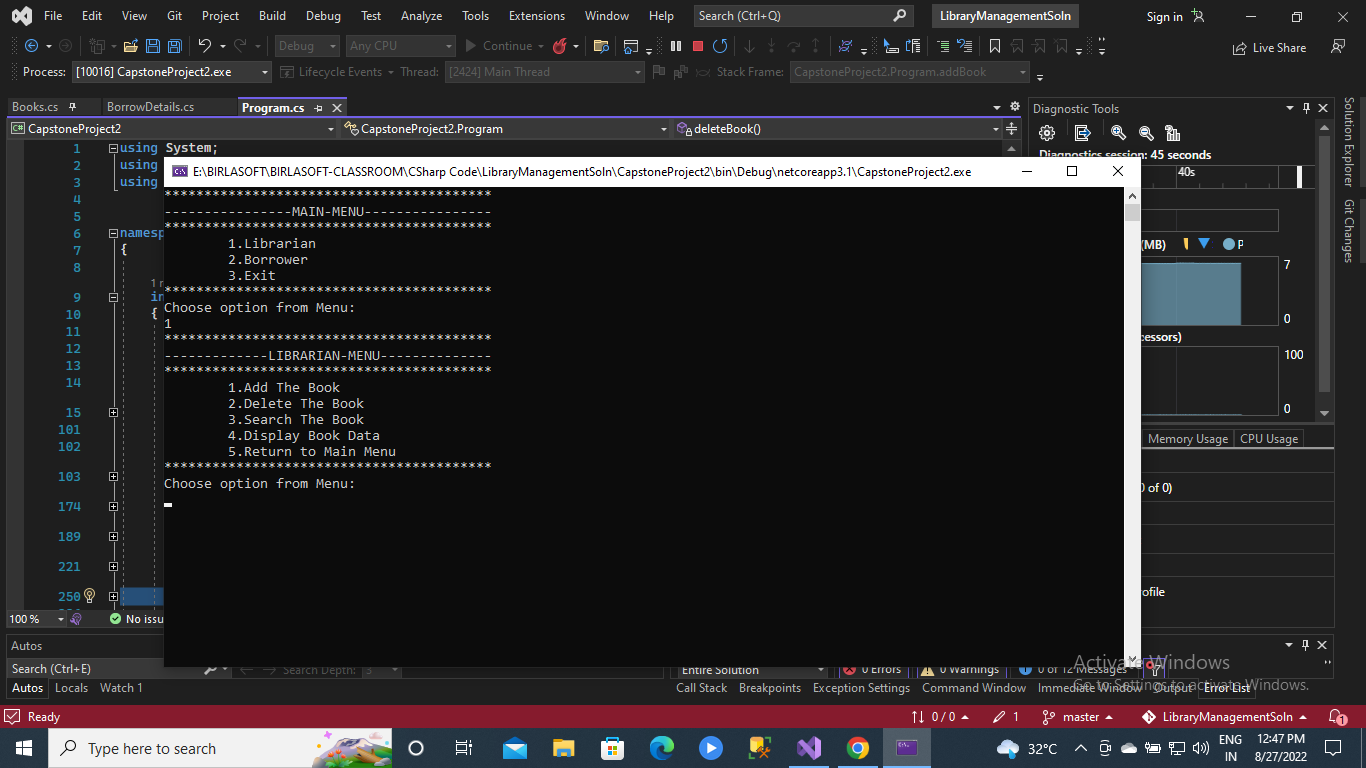 File Edit View Git Project Build Debug Test Analyze Tools Extensions Window Help Search (Ctrl+Q) LibraryManagementSoln Sign in
Debug Any CPU Continue Live Share
Process: [10016] CapstoneProject2.exe Lifecycle Events Thread: [2424] Main Thread Stack Frame: CapstoneProject2.Program.addBook
Books.cs BorrowDetails.cs Program.cs
CapstoneProject2 CapstoneProject2.Program deleteBook()
1 using System;
2 using
3 using
4
5
6 namesp
7 {
8
9 in
10 {
11
12
13
14
15
101
102
103
174
189
221
250
100 % No issu
E:\BIRLASOFT\BIRLASOFT-CLASSROOM\CSharp Code\LibraryManagementSoln\CapstoneProject2\bin\Debug\netcoreapp3.1\CapstoneProject2.exe
*****************************************
----------------MAIN-MENU----------------
*****************************************
1.Librarian
2.Borrower
3.Exit
*****************************************
Choose option from Menu:
1
*****************************************
-------------LIBRARIAN-MENU--------------
*****************************************
1.Add The Book
2.Delete The Book
3.Search The Book
4.Display Book Data
5.Return to Main Menu
*****************************************
Choose option from Menu:
Diagnostic Tools
Diagnostics session: 45 seconds
40s
(MB) P
7
0
cessors)
100
0
Memory Usage CPU Usage
0 of 0)
ofile
Solution Explorer
Git Changes
Autos
Search (Ctrl+E) Search Depth: 3
Autos Locals Watch 1
Entire Solution 0 Errors 0 Warnings 0 of 12 Messages
Call Stack Breakpoints Exception Settings Command Window Immediate Window Output Error List
Activate Windows
Go to Settings to activate Windows.
Ready 0 / 0 1 master LibraryManagementSoln 1
Type here to search 32°C ENG IN 12:47 PM 8/27/2022